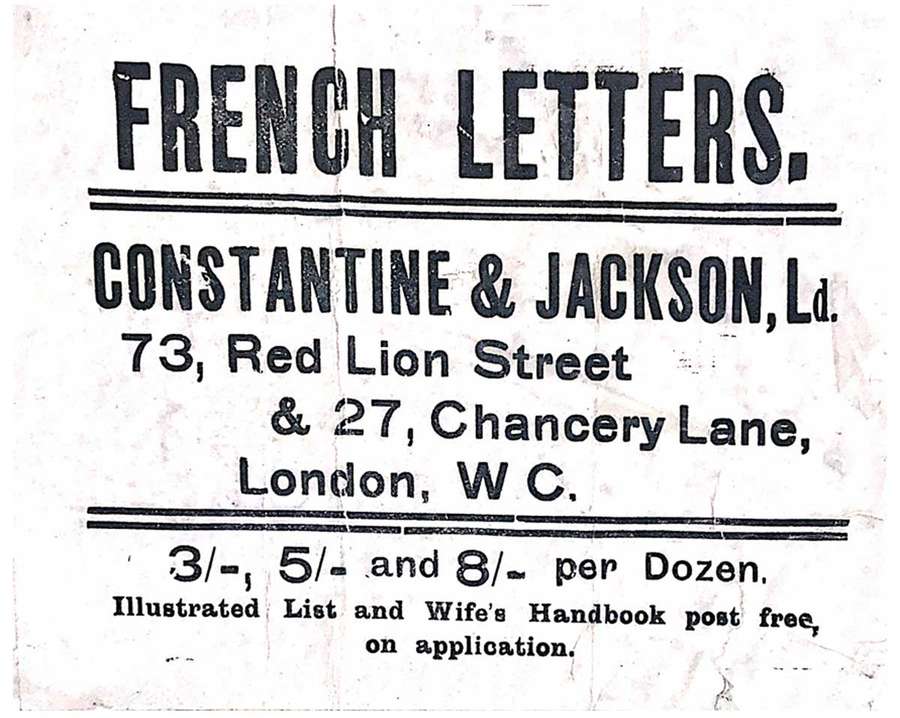 FRENCH LETTERS.
CONSTANTINE & JACKSON, Ld.
73, Red Lion Street
& 27, Chancery Lane,
London, W C.
3/-, 5/- and 8/- per Dozen.
Illustrated List and Wife's Handbook post free,
on application.